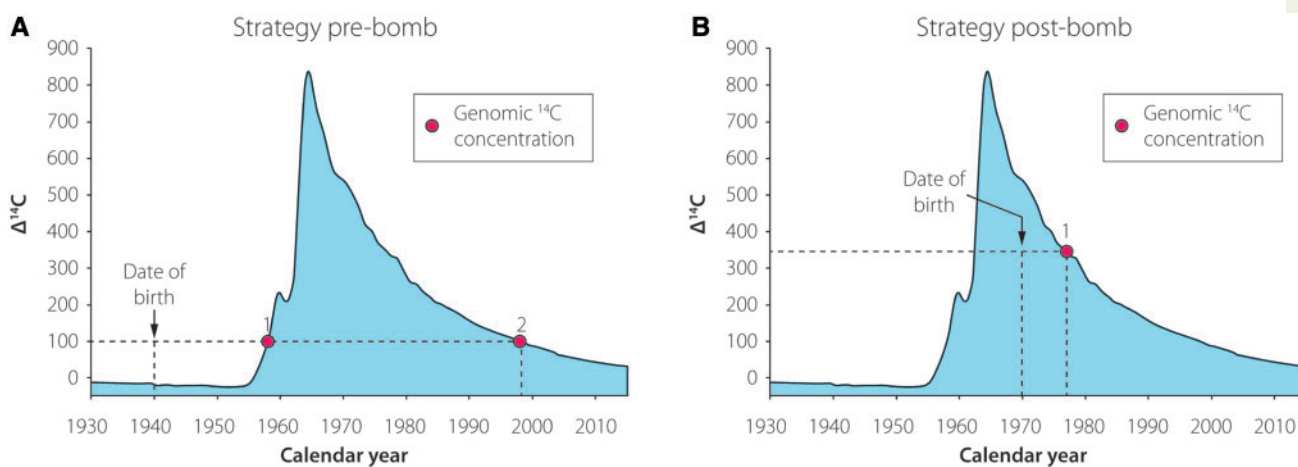 A
Strategy pre-bomb
900
800
700
600
500
400
300
200
100
0
Δ¹⁴C
Genomic ¹⁴C
concentration
Date of
birth
1
2
1930 1940 1950 1960 1970 1980 1990 2000 2010
Calendar year
B
Strategy post-bomb
900
800
700
600
500
400
300
200
100
0
Δ¹⁴C
Genomic ¹⁴C
concentration
Date of
birth
1
1930 1940 1950 1960 1970 1980 1990 2000 2010
Calendar year